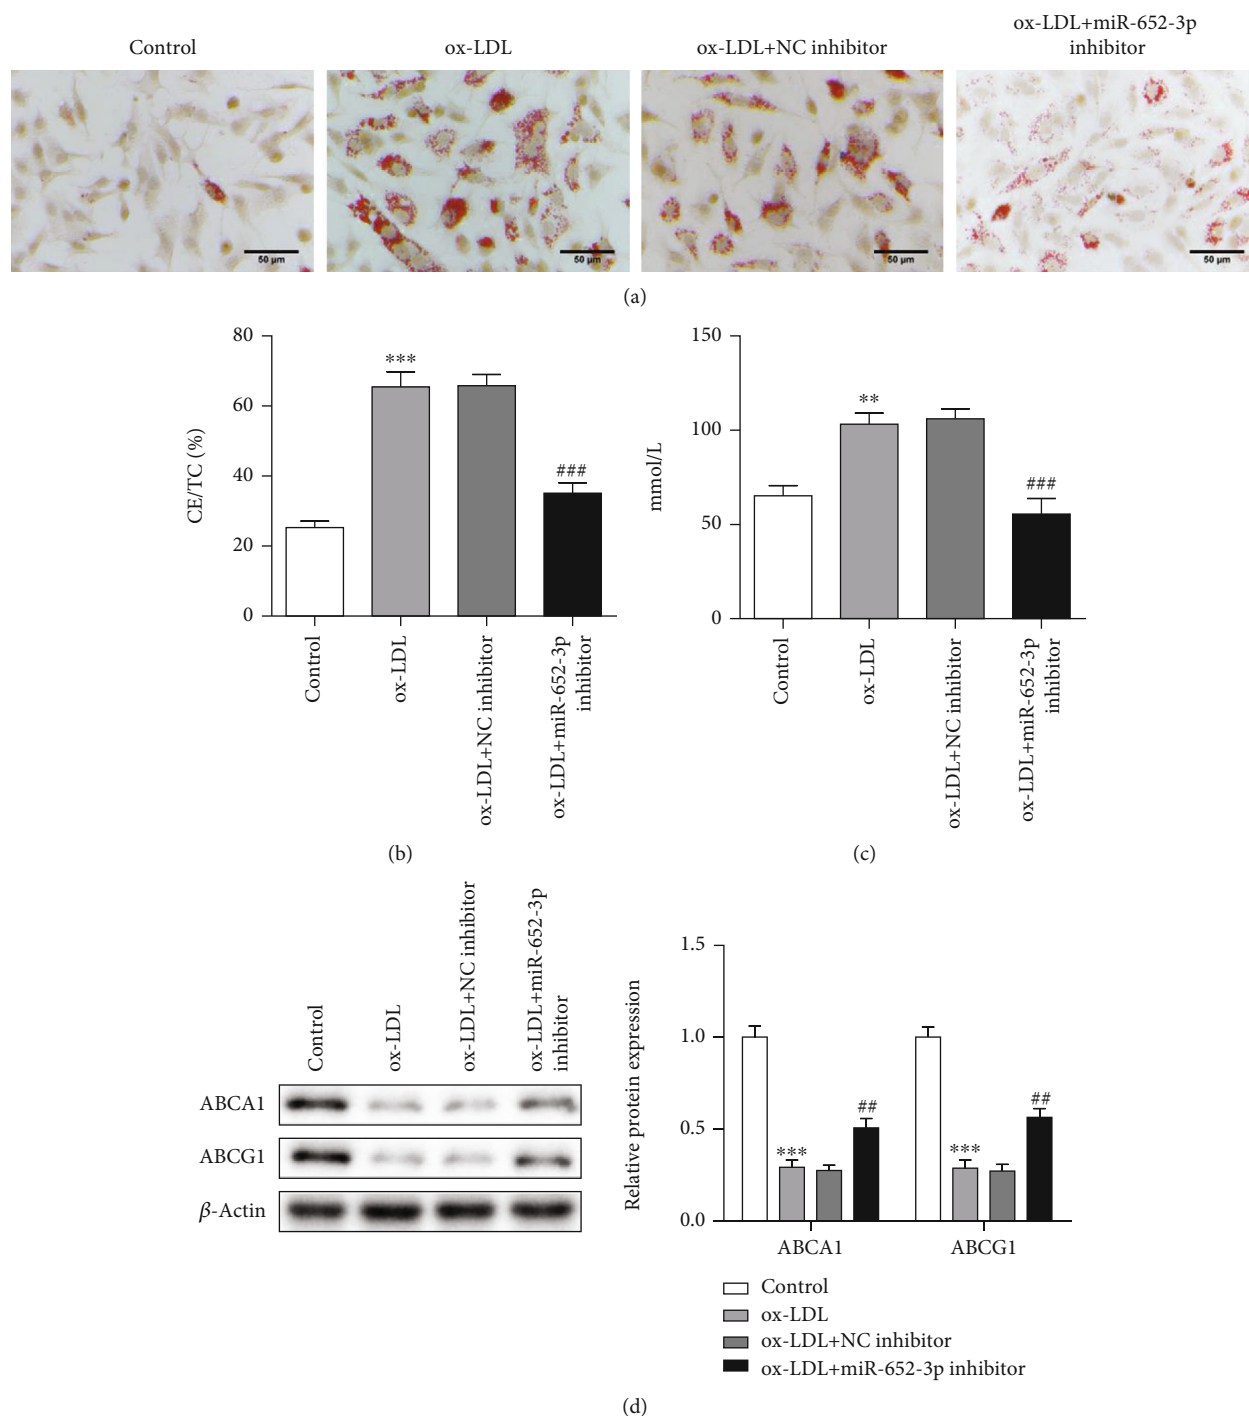 Control
ox-LDL
ox-LDL+NC inhibitor
ox-LDL+miR-652-3p
inhibitor
50 μm
50 μm
50 μm
50 μm
(a)
80
60
40
20
0
CE/TC (%)
***
###
Control
ox-LDL
ox-LDL+NC inhibitor
ox-LDL+miR-652-3p
inhibitor
(b)
150
100
50
0
mmol/L
**
###
Control
ox-LDL
ox-LDL+NC inhibitor
ox-LDL+miR-652-3p
inhibitor
(c)
Control
ox-LDL
ox-LDL+NC inhibitor
ox-LDL+miR-652-3p
inhibitor
ABCA1
ABCG1
β-Actin
1.5
1.0
0.5
0.0
Relative protein expression
***
##
***
##
ABCA1
ABCG1
Control
ox-LDL
ox-LDL+NC inhibitor
ox-LDL+miR-652-3p inhibitor
(d)